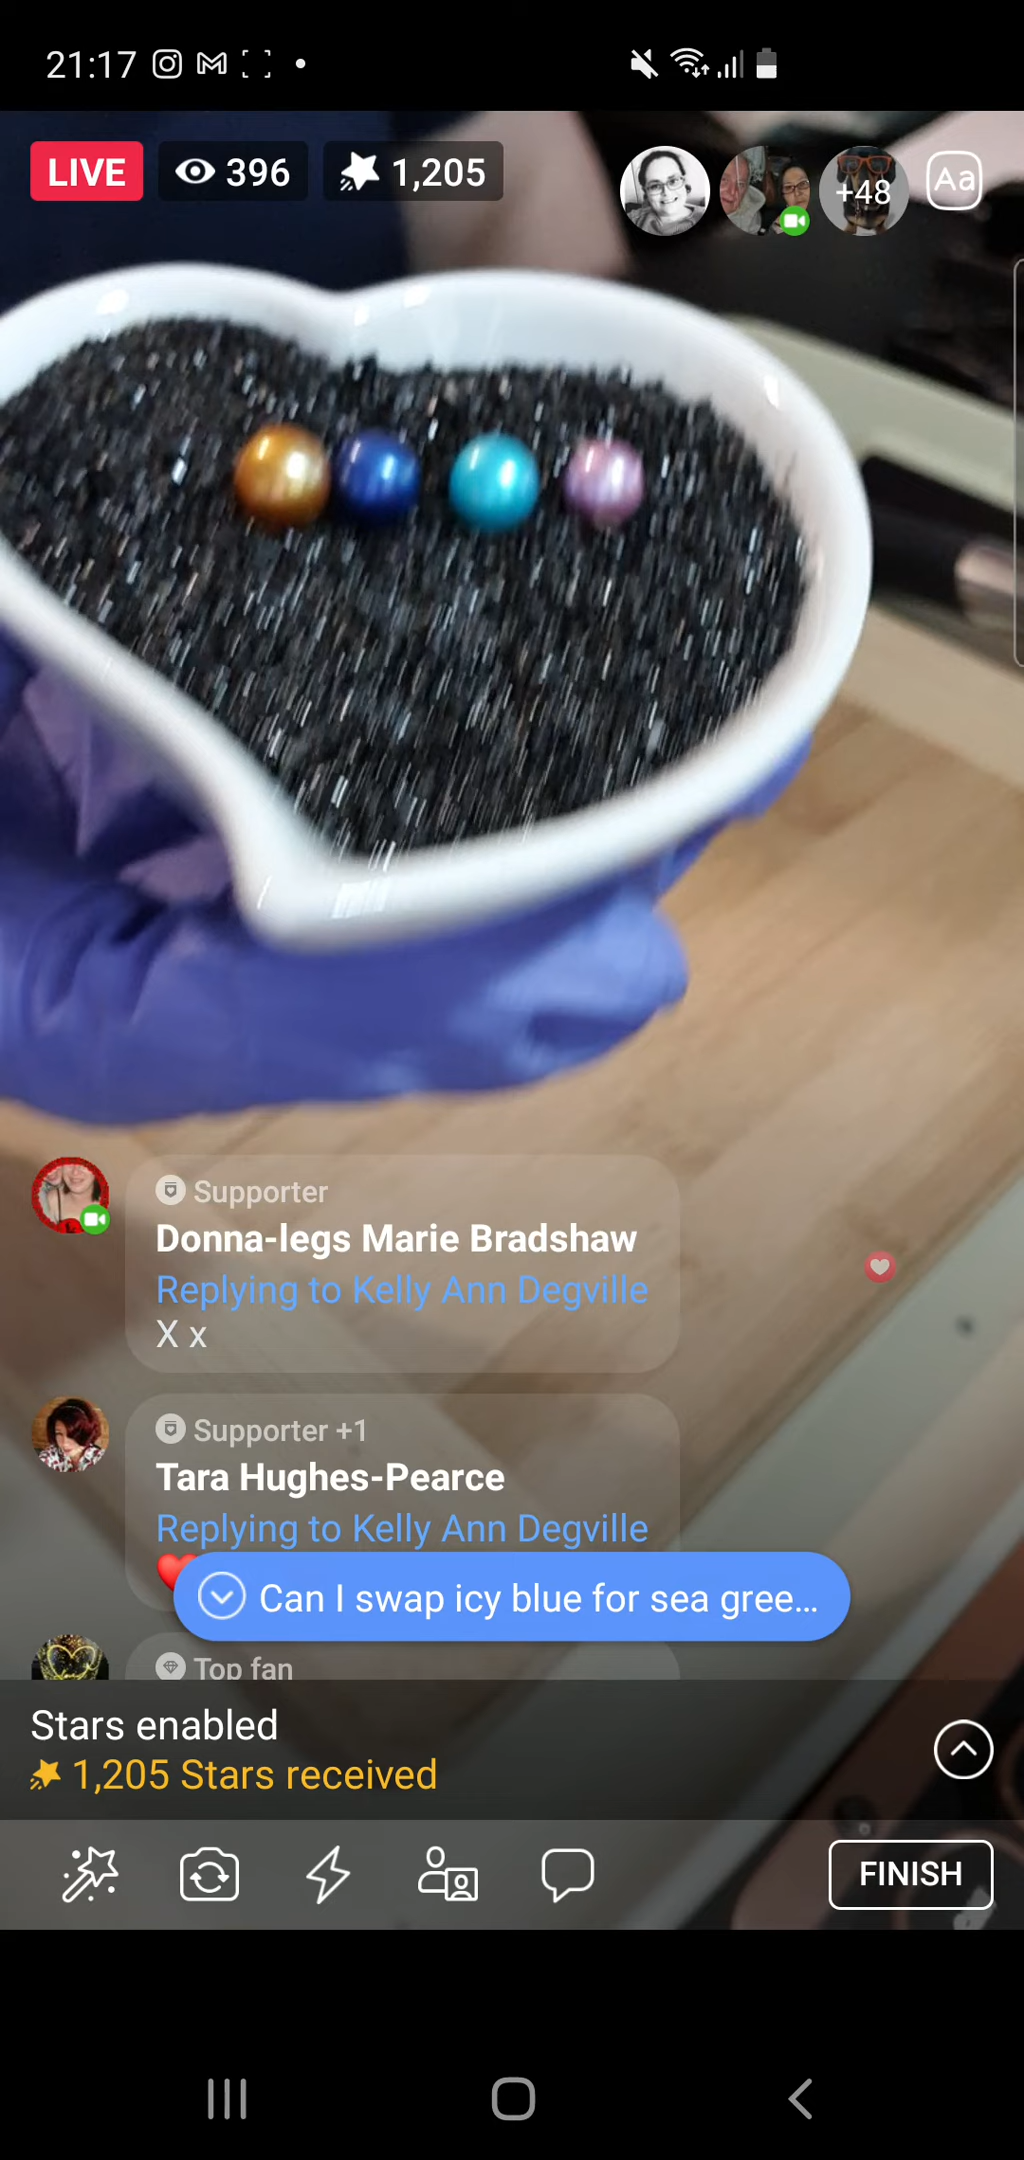 21:17
LIVE 396 1,205
+48 Aa
Supporter
Donna-legs Marie Bradshaw
Replying to Kelly Ann Degville
X x
Supporter +1
Tara Hughes-Pearce
Replying to Kelly Ann Degville
Can I swap icy blue for sea gree...
Top fan
Stars enabled
1,205 Stars received
FINISH